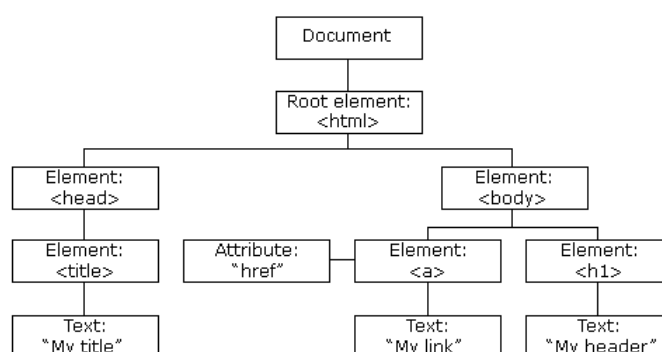 Document
Root element:
<html>
Element:
<head>
Element:
<body>
Element:
<title>
Attribute:
“href”
Element:
<a>
Element:
<h1>
Text:
“My title”
Text:
“My link”
Text:
“My header”